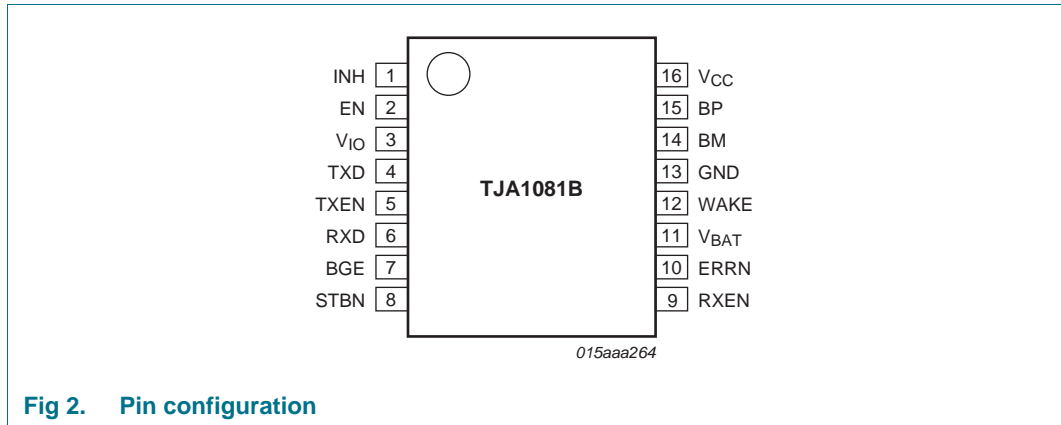 INH 1 16 VCC
EN 2 15 BP
VIO 3 14 BM
TXD 4 13 GND
TJA1081B
TXEN 5 12 WAKE
RXD 6 11 VBAT
BGE 7 10 ERRN
STBN 8 9 RXEN
015aaa264
Fig 2. Pin configuration